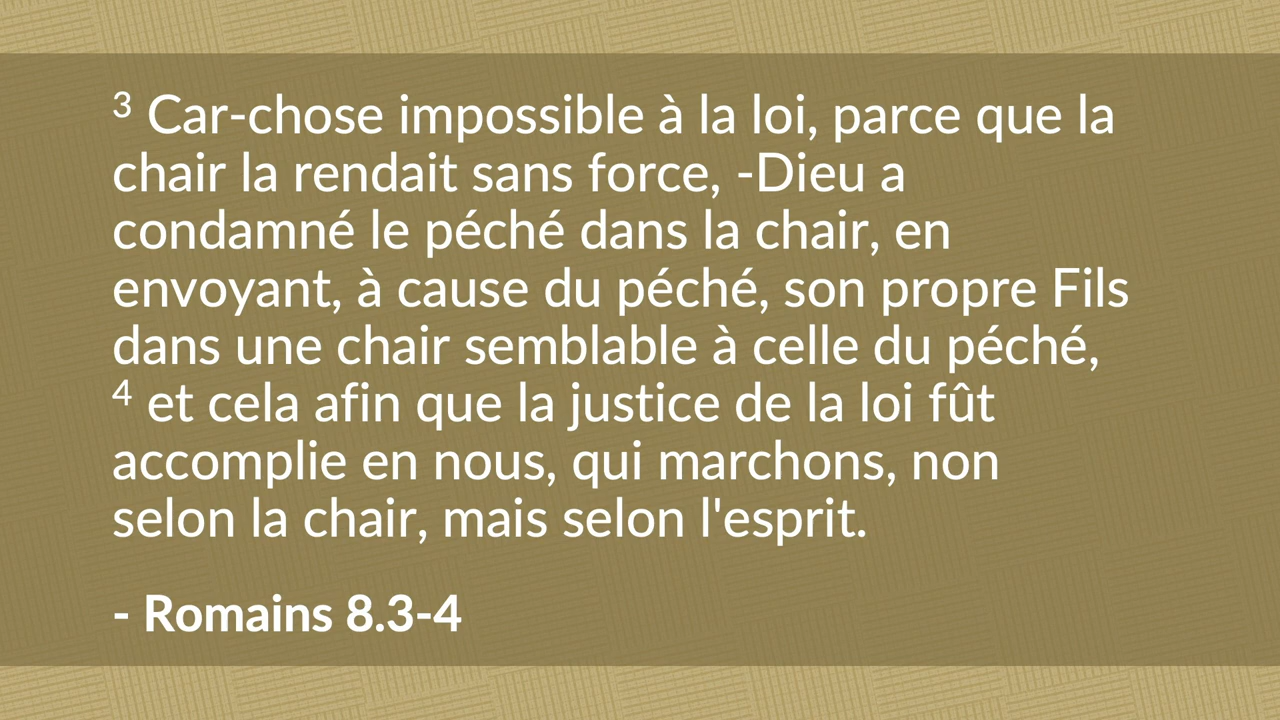 3 Car-chose impossible à la loi, parce que la
chair la rendait sans force, -Dieu a
condamné le péché dans la chair, en
envoyant, à cause du péché, son propre Fils
dans une chair semblable à celle du péché,
4 et cela afin que la justice de la loi fût
accomplie en nous, qui marchons, non
selon la chair, mais selon l'esprit.
- Romains 8.3-4